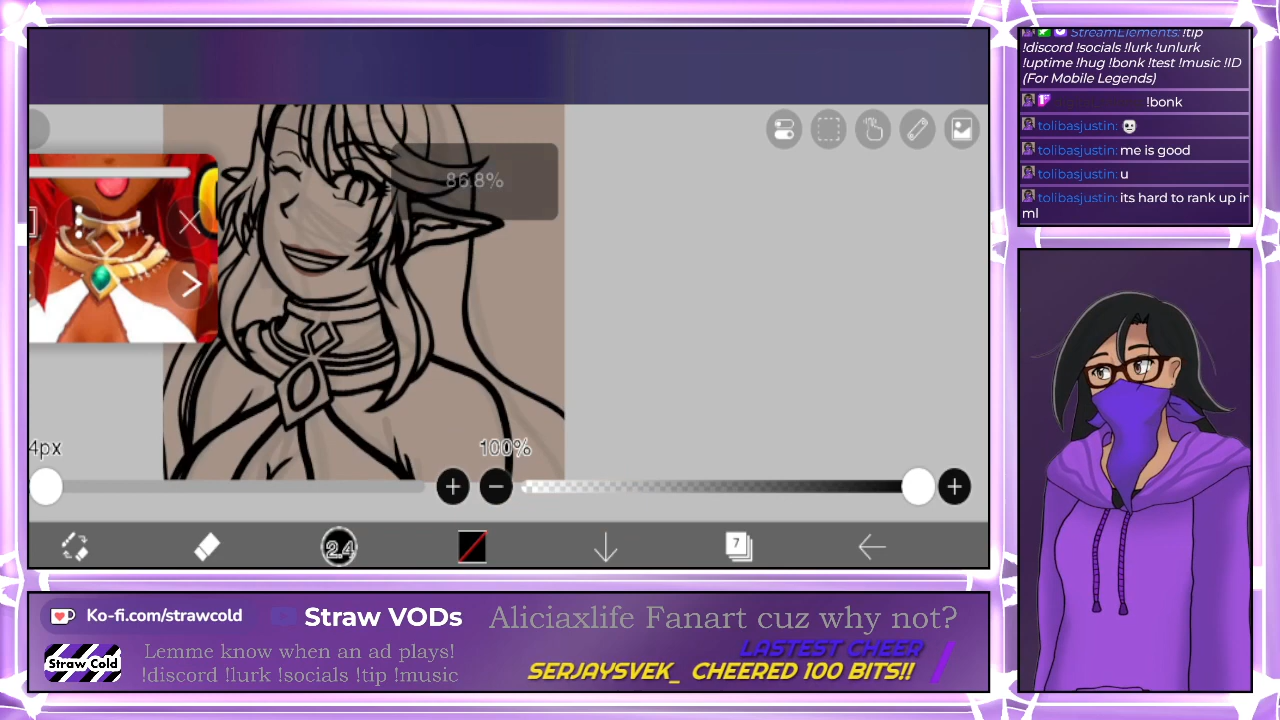 StreamElements: !tip
!discord !socials !lurk !unlurk
!uptime !hug !bonk !test !music !ID
(For Mobile Legends)
!bonk
tolibasjustin:
tolibasjustin: me is good
tolibasjustin: u
tolibasjustin: its hard to rank up in
ml
86.8%
4px
100%
2.4
7
Ko-fi.com/strawcold
Straw VODs
Aliciaxlife Fanart cuz why not?
Straw Cold
Lemme know when an ad plays!
!discord !lurk !socials !tip !music
LASTEST CHEER
SERJAYSVEK_ CHEERED 100 BITS!!